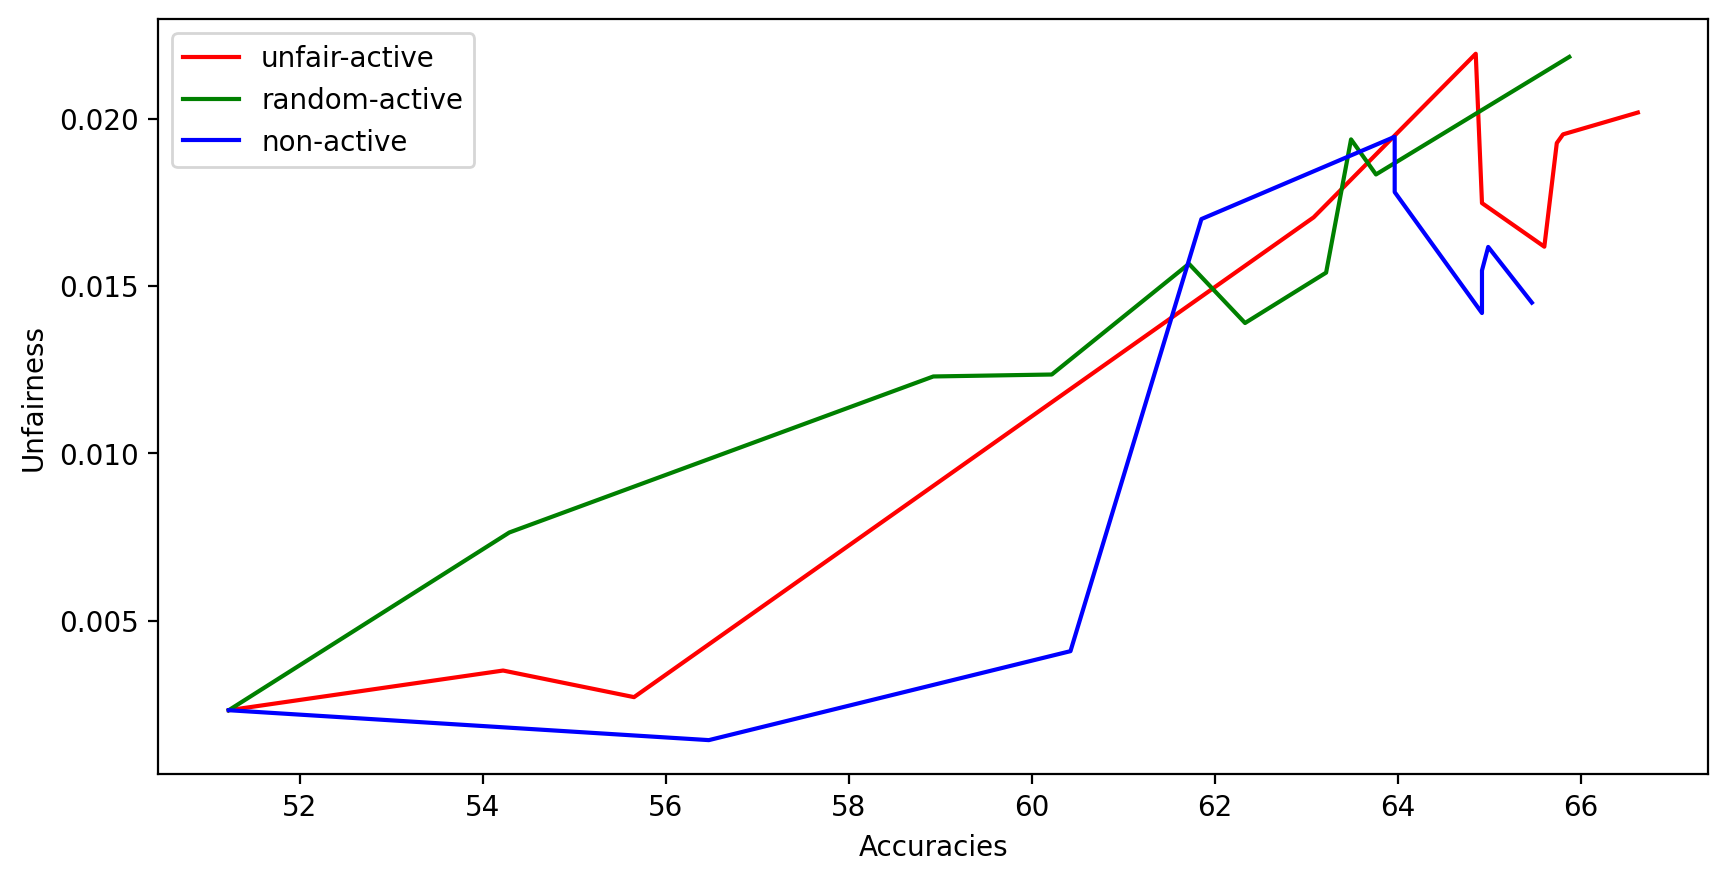 unfair-active
random-active
non-active
0.020
0.015
0.010
0.005
Unfairness
52 54 56 58 60 62 64 66
Accuracies